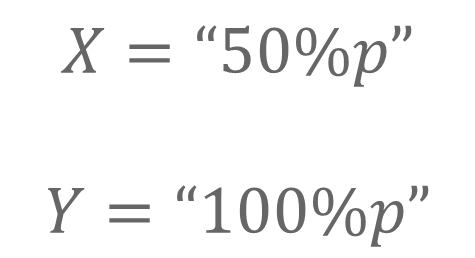 X = “50%p”
Y = “100%p”